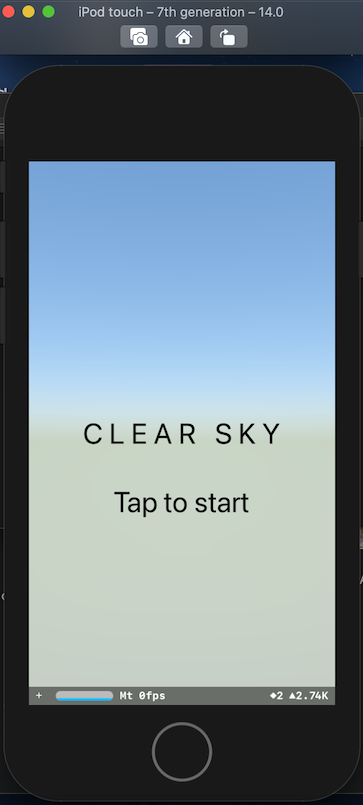 iPod touch – 7th generation – 14.0
CLEAR SKY
Tap to start
+ Mt 0fps ◆2 ▲2.74K